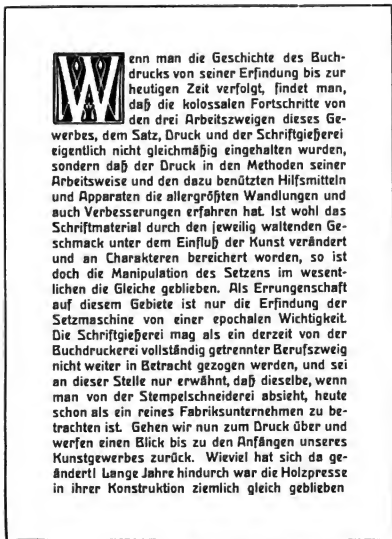 Wenn man die Geschichte des Buch-
drucks von seiner Erfindung bis zur
heutigen Zeit verfolgt, findet man,
daß die kolossalen Fortschritte von
den drei Arbeitszweigen dieses Ge-
werbes, dem Satz, Druck und der Schriftgießerei
eigentlich nicht gleichmäßig eingehalten wurden,
sondern daß der Druck in den Methoden seiner
Arbeitsweise und den dazu benützten Hilfsmitteln
und Apparaten die allergrößten Wandlungen und
auch Verbesserungen erfahren hat. Ist wohl das
Schriftmaterial durch den jeweilig waltenden Ge-
schmack unter dem Einfluß der Kunst verändert
und an Charakteren bereichert worden, so ist
doch die Manipulation des Setzens im wesent-
lichen die Gleiche geblieben. Als Errungenschaft
auf diesem Gebiete ist nur die Erfindung der
Setzmaschine von einer epochalen Wichtigkeit.
Die Schriftgießerei mag als ein derzeit von der
Buchdruckerei vollständig getrennter Berufszweig
nicht weiter in Betracht gezogen werden, und sei
an dieser Stelle nur erwähnt, daß dieselbe, wenn
man von der Stempelschneiderei absieht, heute
schon als ein reines Fabriksunternehmen zu be-
trachten ist. Gehen wir nun zum Druck über und
werfen einen Blick bis zu den Anfängen unseres
Kunstgewerbes zurück. Wieviel hat sich da ge-
ändert! Lange Jahre hindurch war die Holzpresse
in ihrer Konstruktion ziemlich gleich geblieben